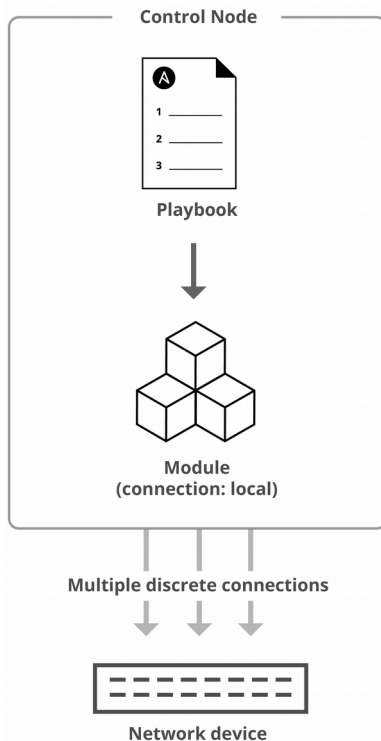 Control Node
1
2
3
Playbook
Module
(connection: local)
Multiple discrete connections
Network device